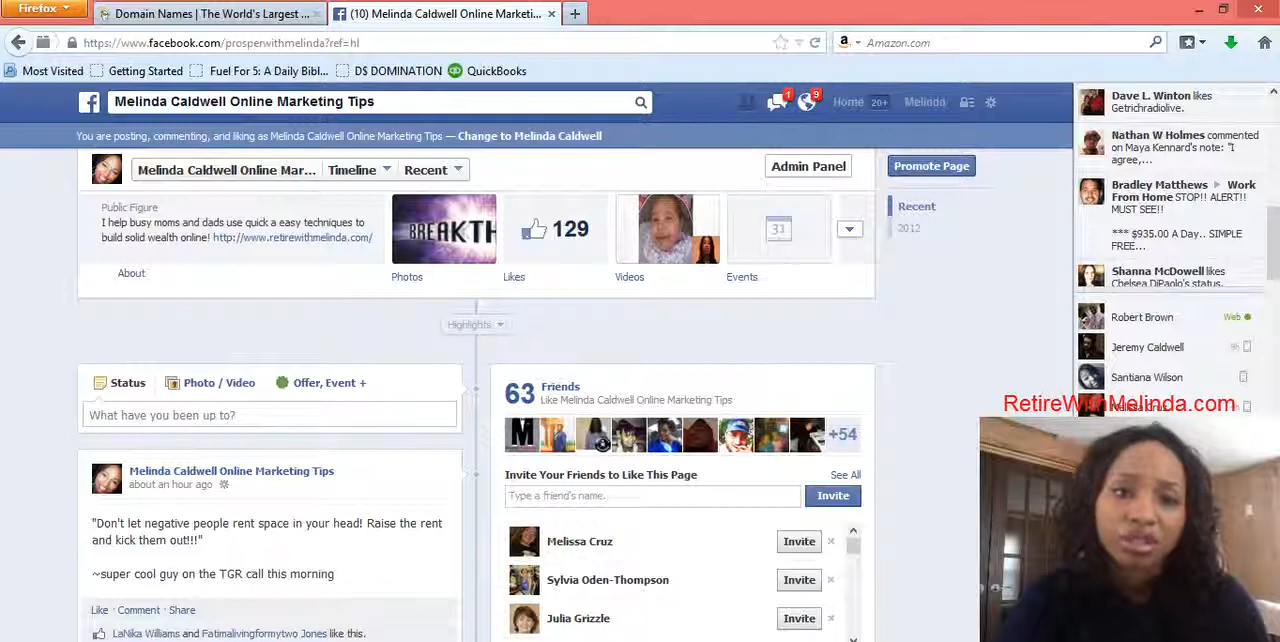 Firefox
Domain Names | The World's Largest ...
(10) Melinda Caldwell Online Marketi...
https://www.facebook.com/prosperwithmelinda?ref=hl
Amazon.com
Most Visited
Getting Started
Fuel For 5: A Daily Bibl...
D$ DOMINATION
QuickBooks
Melinda Caldwell Online Marketing Tips
1
9
Home 20+
Melinda
You are posting, commenting, and liking as Melinda Caldwell Online Marketing Tips — Change to Melinda Caldwell
Melinda Caldwell Online Mar...
Timeline
Recent
Admin Panel
Promote Page
Recent
2012
Public Figure
I help busy moms and dads use quick a easy techniques to
build solid wealth online! http://www.retirewithmelinda.com/
About
BREAKTH
Photos
129
Likes
Videos
31
Events
Highlights
Status
Photo / Video
Offer, Event +
What have you been up to?
Melinda Caldwell Online Marketing Tips
about an hour ago
"Don't let negative people rent space in your head! Raise the rent
and kick them out!!!"
~super cool guy on the TGR call this morning
Like · Comment · Share
LaNika Williams and Fatimalivingformytwo Jones like this.
63
Friends
Like Melinda Caldwell Online Marketing Tips
M
+54
Invite Your Friends to Like This Page
See All
Type a friend's name...
Invite
Melissa Cruz
Invite
Sylvia Oden-Thompson
Invite
Julia Grizzle
Invite
Dave L. Winton likes
Getrichradiolive.
Nathan W Holmes commented
on Maya Kennard's note: "I
agree,...
Bradley Matthews ▶ Work
From Home STOP!! ALERT!!
MUST SEE!!
*** $935.00 A Day.. SIMPLE
FREE...
Shanna McDowell likes
Chelsea DiPaolo's status.
Robert Brown
Web
Jeremy Caldwell
Santiana Wilson
RetireWithMelinda.com